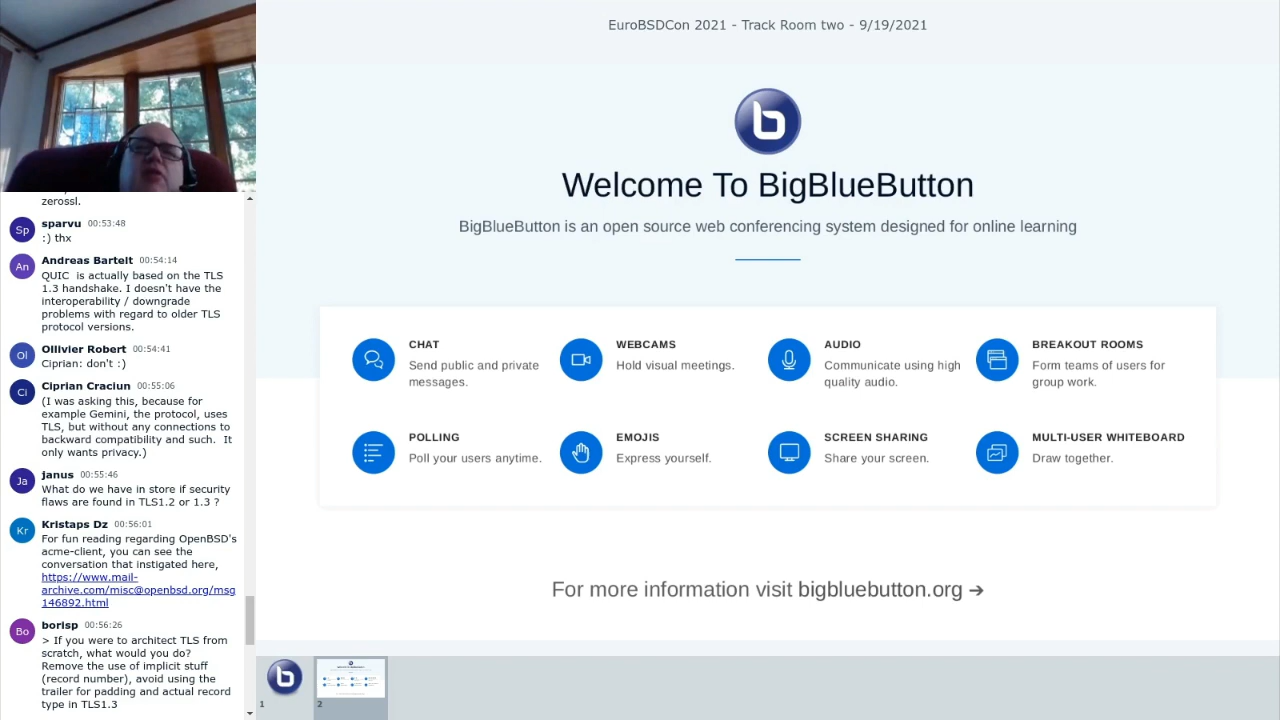 EuroBSDCon 2021 - Track Room two - 9/19/2021
zerossl.
Sp
sparvu 00:53:48
:) thx
An
Andreas Bartelt 00:54:14
QUIC is actually based on the TLS
1.3 handshake. I doesn't have the
interoperability / downgrade
problems with regard to older TLS
protocol versions.
Ol
Ollivier Robert 00:54:41
Ciprian: don't :)
Ci
Ciprian Craciun 00:55:06
(I was asking this, because for
example Gemini, the protocol, uses
TLS, but without any connections to
backward compatibility and such. It
only wants privacy.)
Ja
janus 00:55:46
What do we have in store if security
flaws are found in TLS1.2 or 1.3 ?
Kr
Kristaps Dz 00:56:01
For fun reading regarding OpenBSD's
acme-client, you can see the
conversation that instigated here,
https://www.mail-
archive.com/misc@openbsd.org/msg
146892.html
Bo
borisp 00:56:26
> If you were to architect TLS from
scratch, what would you do?
Remove the use of implicit stuff
(record number), avoid using the
trailer for padding and actual record
type in TLS1.3
b
Welcome To BigBlueButton
BigBlueButton is an open source web conferencing system designed for online learning
CHAT
Send public and private
messages.
WEBCAMS
Hold visual meetings.
AUDIO
Communicate using high
quality audio.
BREAKOUT ROOMS
Form teams of users for
group work.
POLLING
Poll your users anytime.
EMOJIS
Express yourself.
SCREEN SHARING
Share your screen.
MULTI-USER WHITEBOARD
Draw together.
For more information visit bigbluebutton.org ➔
b
1
2